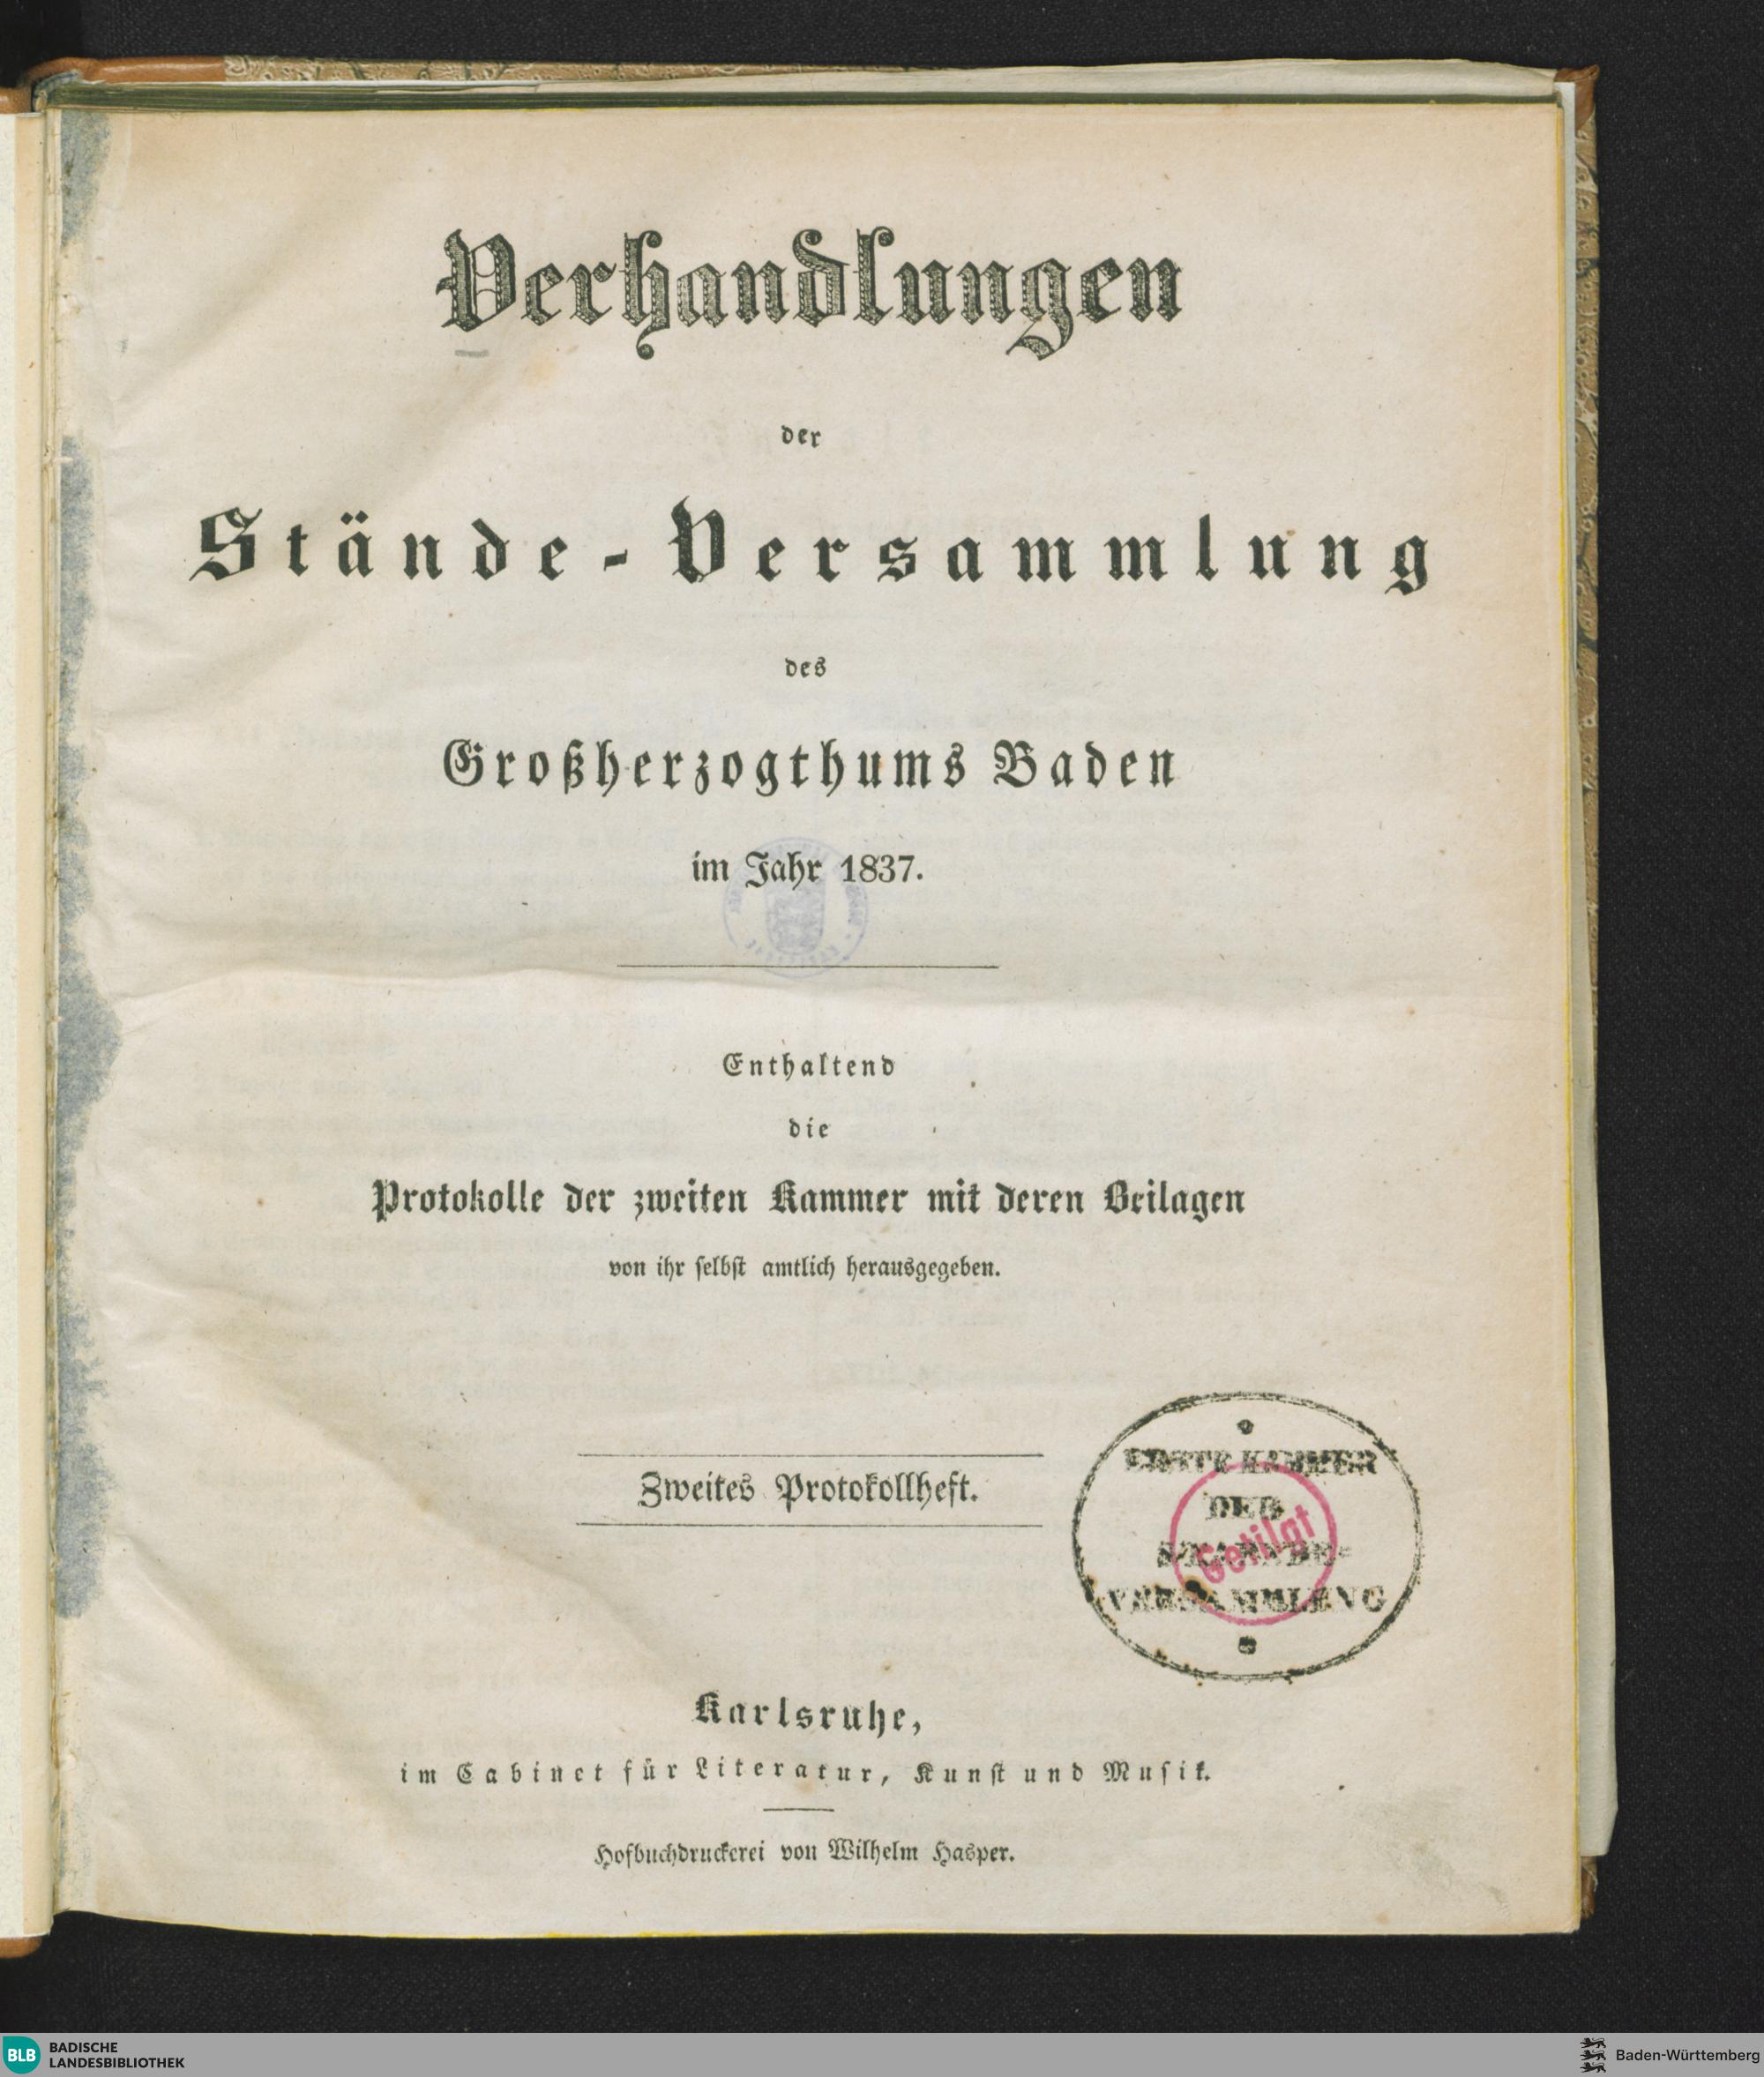 Verhandlungen
der
Stände-Versammlung
des
Großherzogthums Baden
im Jahr 1837.
Enthaltend
die
Protokolle der zweiten Kammer mit deren Beilagen
von ihr selbst amtlich herausgegeben.
Zweites Protokollheft.
ERSTE KAMMER
DER
STAENDE-
VERSAMMLUNG
Getilgt
Karlsruhe,
im Cabinet für Literatur, Kunst und Musik.
Hofbuchdruckerei von Wilhelm Hasper.
BLB BADISCHE
LANDESBIBLIOTHEK
Baden-Württemberg